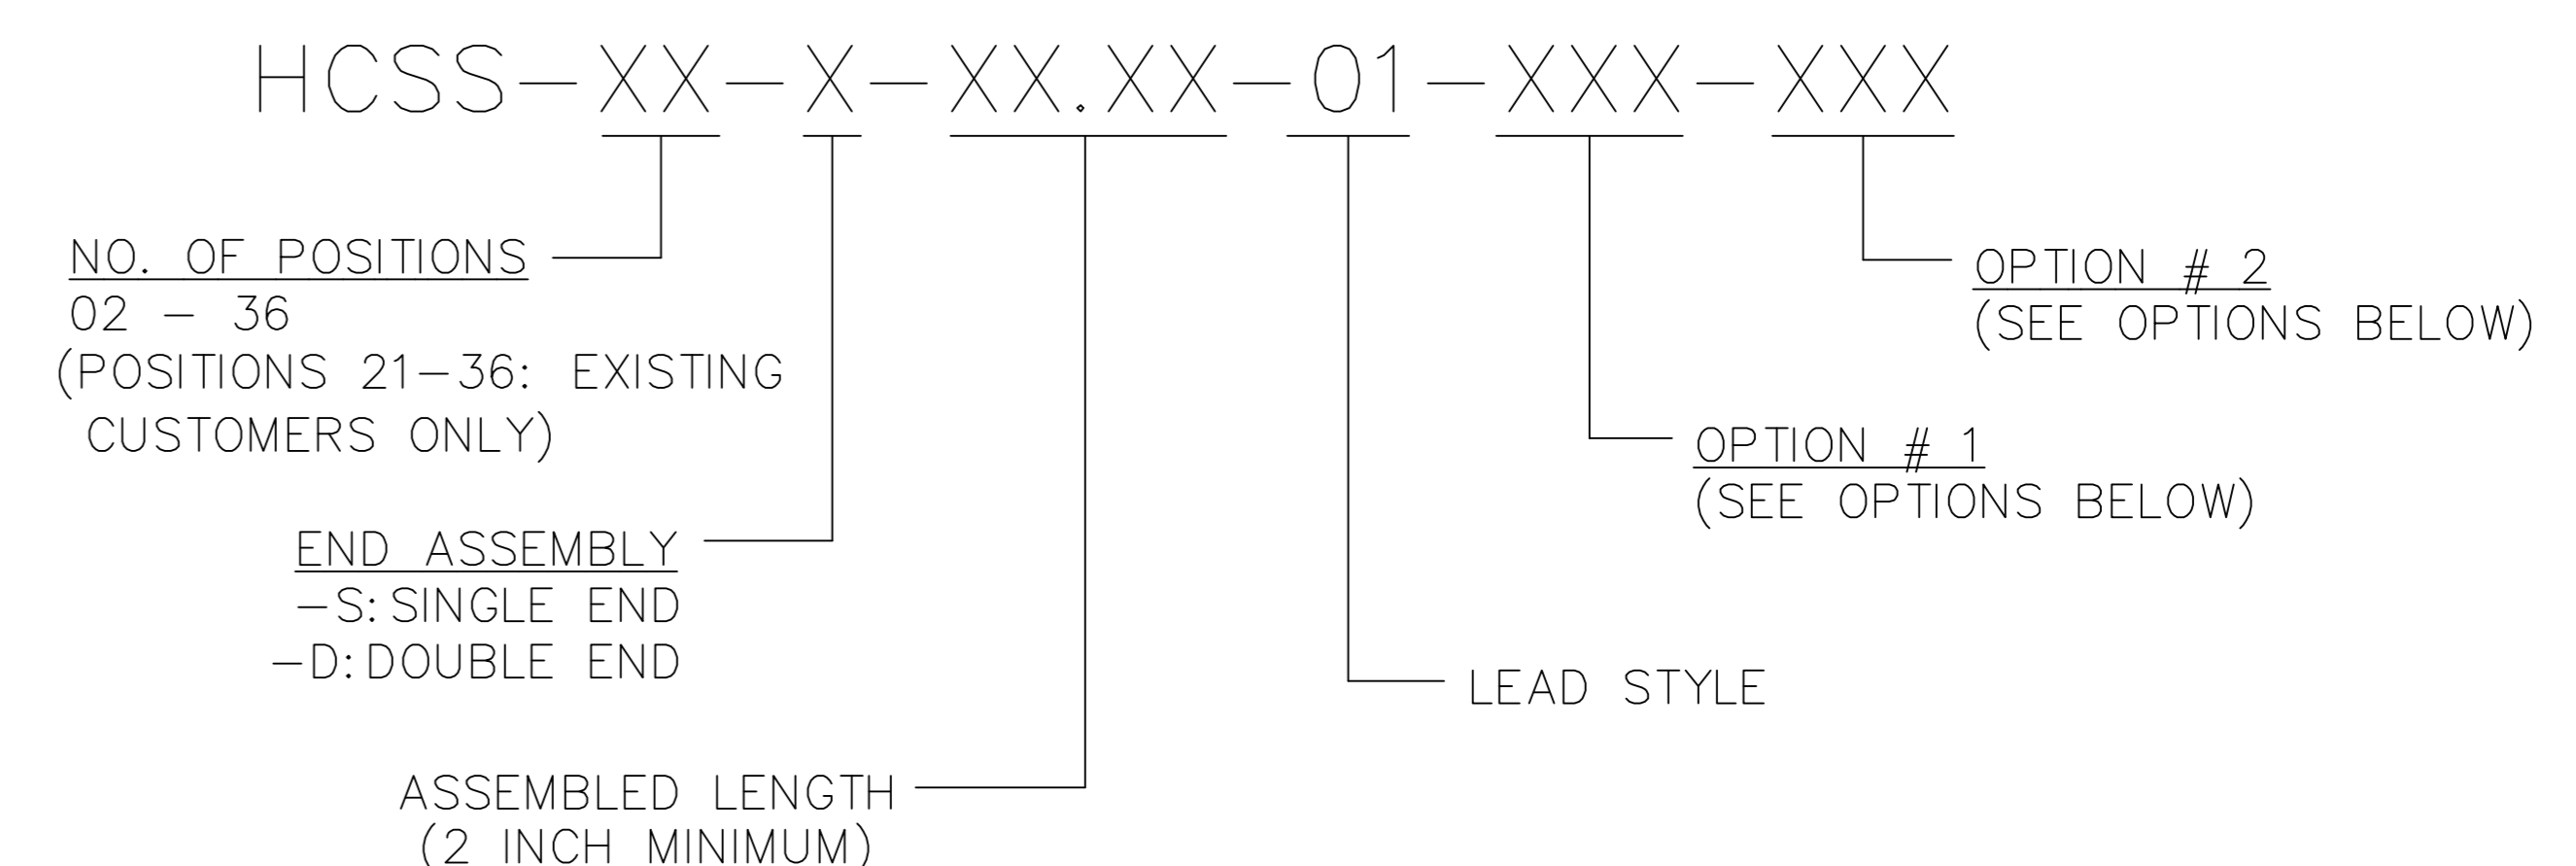 HCSS-XX-X-XX.XX-01-XXX-XXX
NO. OF POSITIONS
02 - 36
(POSITIONS 21-36: EXISTING
CUSTOMERS ONLY)
END ASSEMBLY
-S:SINGLE END
-D:DOUBLE END
ASSEMBLED LENGTH
(2 INCH MINIMUM)
LEAD STYLE
OPTION # 1
(SEE OPTIONS BELOW)
OPTION # 2
(SEE OPTIONS BELOW)